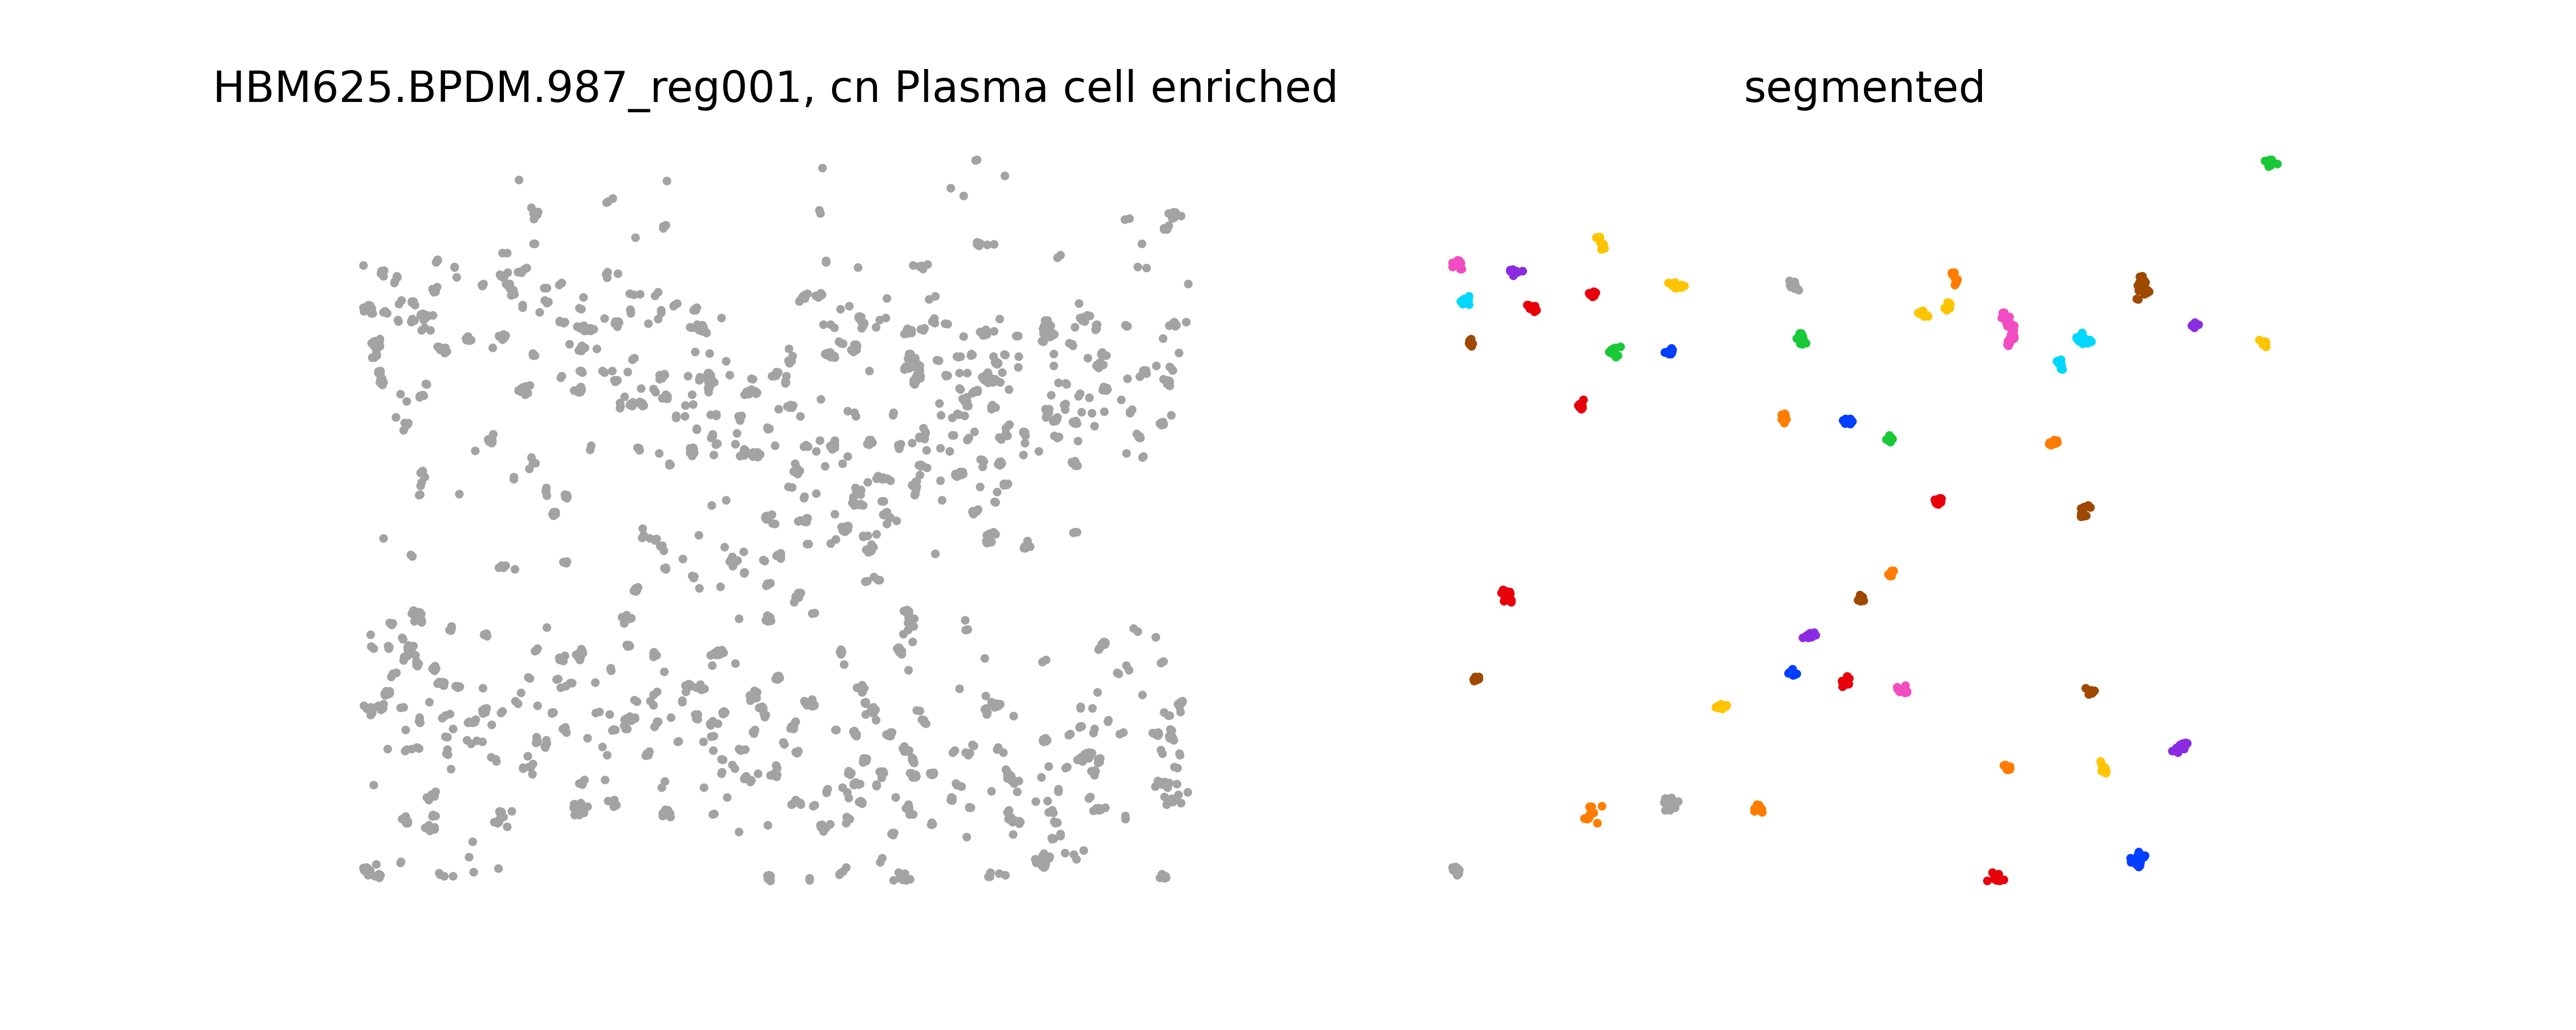 HBM625.BPDM.987_reg001, cn Plasma cell enriched
segmented